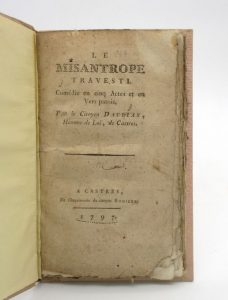 LE
MISANTROPE
TRAVESTI.
Comédie en cinq Actes et en
Vers patois,
Par le Citoyen DAUBIAN,
Homme de Loi, de Castres.
A CASTRES,
De l'Imprimerie du citoyen RODIERE.
1797.